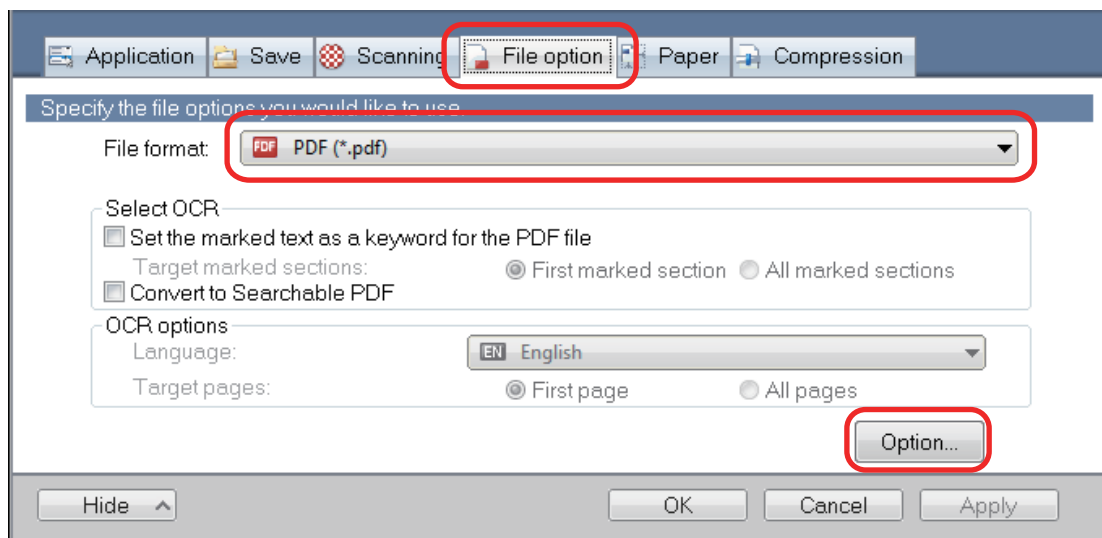 Application Save Scanning File option Paper Compression
Specify the file options you would like to use.
File format: PDF PDF (*.pdf)
Select OCR
Set the marked text as a keyword for the PDF file
Target marked sections: First marked section All marked sections
Convert to Searchable PDF
OCR options
Language: EN English
Target pages: First page All pages
Option...
Hide OK Cancel Apply